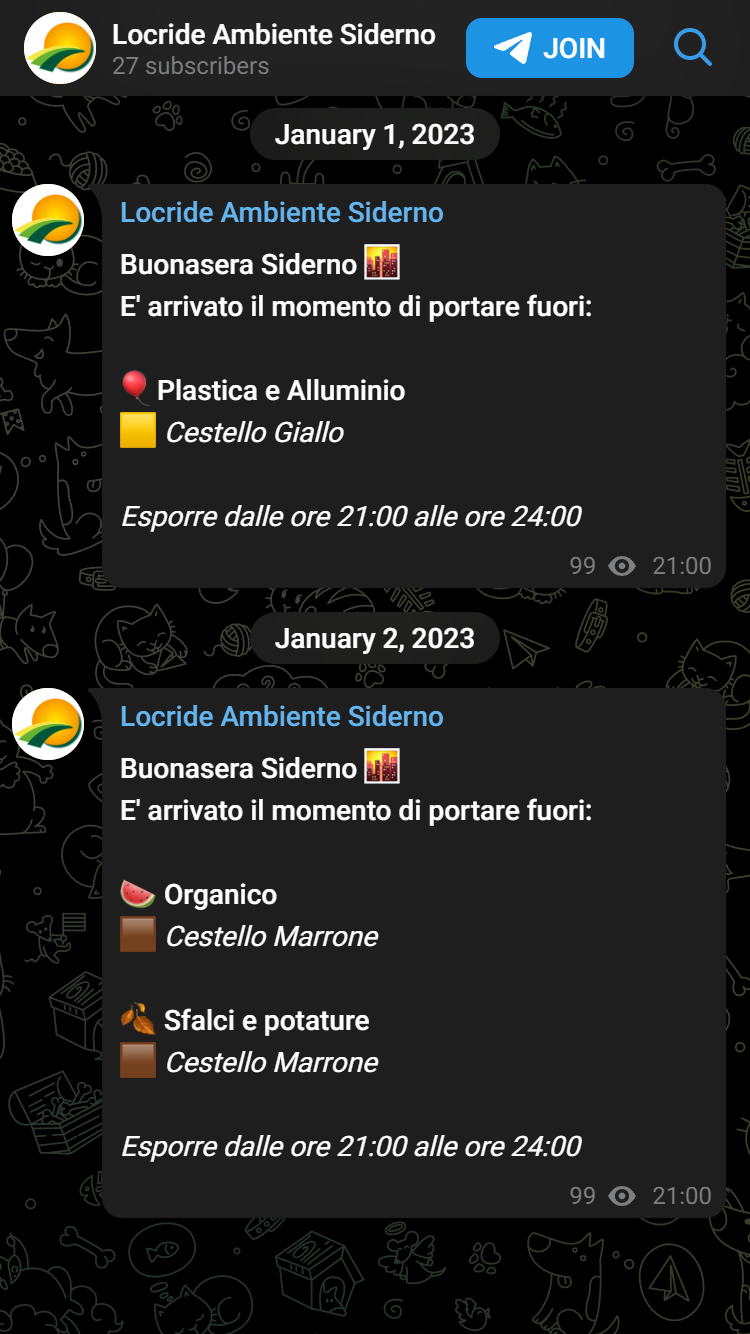 Locride Ambiente Siderno
27 subscribers
JOIN
January 1, 2023
Locride Ambiente Siderno
Buonasera Siderno 🌇
E' arrivato il momento di portare fuori:
🎈 Plastica e Alluminio
🟨 Cestello Giallo
Esporre dalle ore 21:00 alle ore 24:00
99 21:00
January 2, 2023
Locride Ambiente Siderno
Buonasera Siderno 🌇
E' arrivato il momento di portare fuori:
🍉 Organico
🟫 Cestello Marrone
🍂 Sfalci e potature
🟫 Cestello Marrone
Esporre dalle ore 21:00 alle ore 24:00
99 21:00